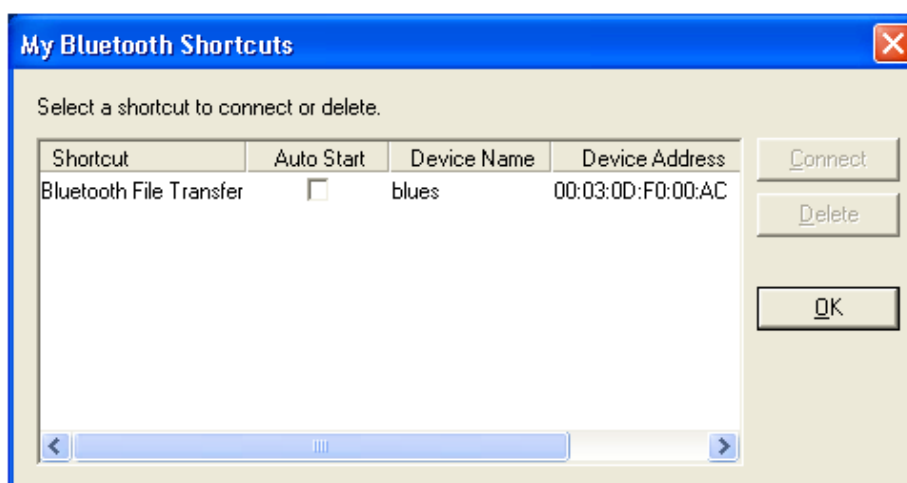 My Bluetooth Shortcuts
Select a shortcut to connect or delete.
Shortcut Auto Start Device Name Device Address
Bluetooth File Transfer blues 00:03:0D:F0:00:AC
Connect
Delete
OK